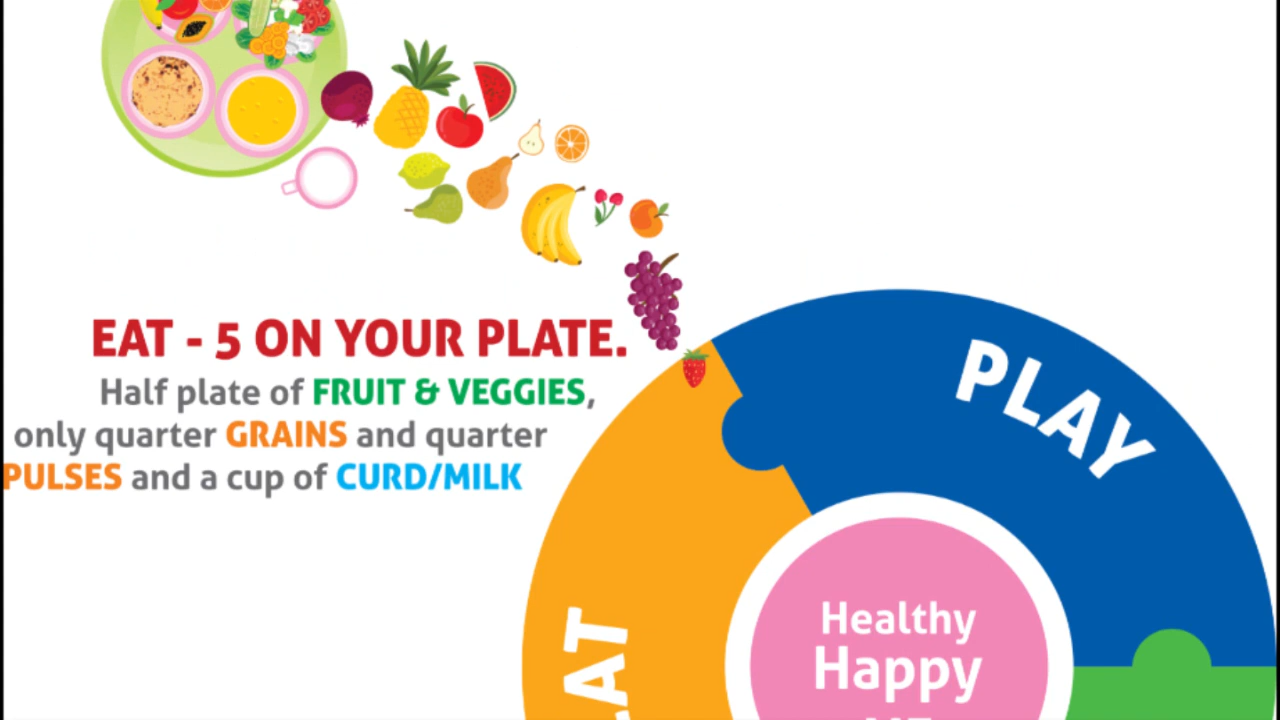 EAT - 5 ON YOUR PLATE.
Half plate of FRUIT & VEGGIES,
only quarter GRAINS and quarter
PULSES and a cup of CURD/MILK
PLAY
Healthy
Happy